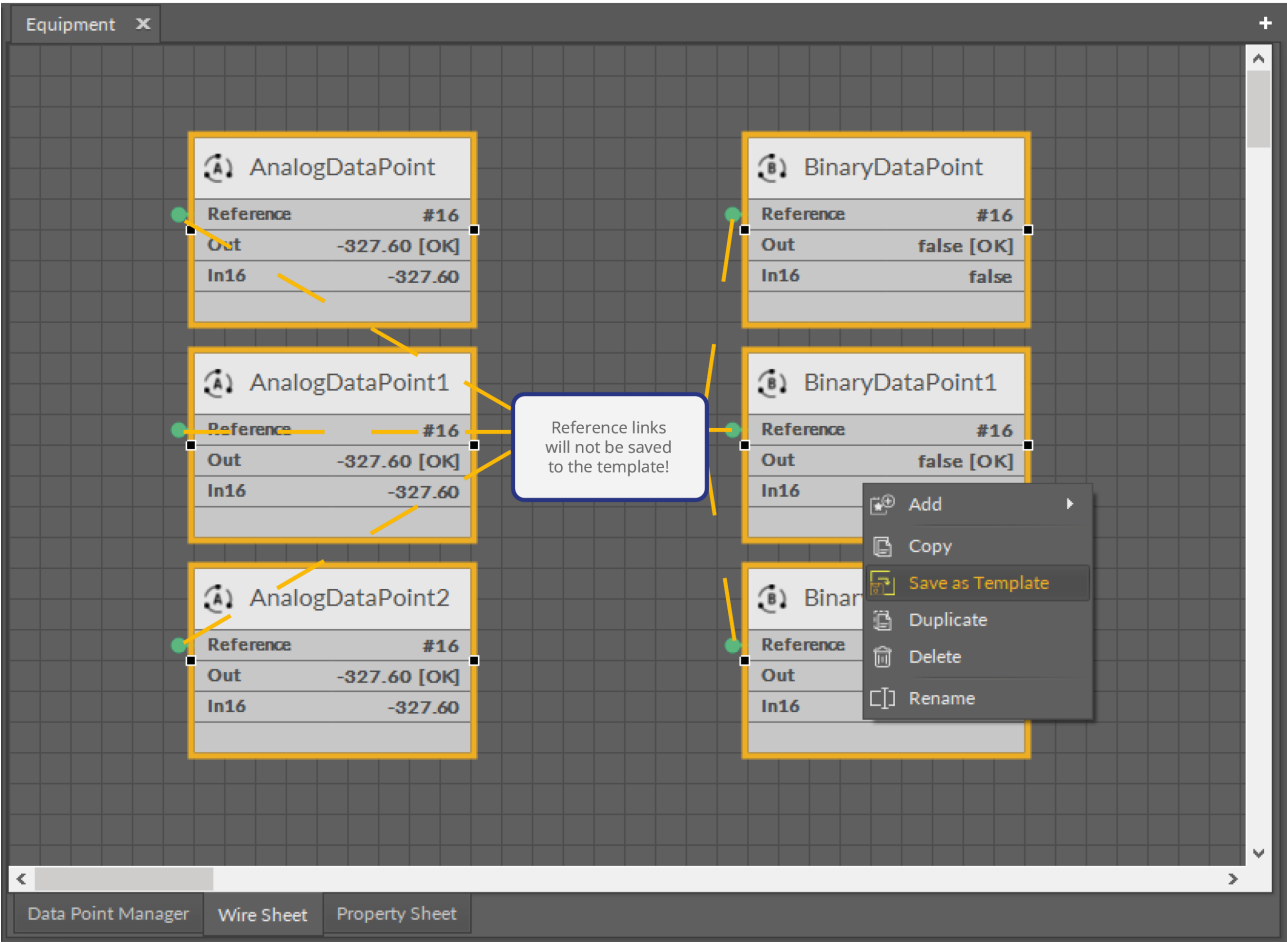 Equipment
AnalogDataPoint
Reference #16
Out -327.60 [OK]
In16 -327.60
BinaryDataPoint
Reference #16
Out false [OK]
In16 false
AnalogDataPoint1
Reference #16
Out -327.60 [OK]
In16 -327.60
Reference links
will not be saved
to the template!
BinaryDataPoint1
Reference #16
Out false [OK]
In16
AnalogDataPoint2
Reference #16
Out -327.60 [OK]
In16 -327.60
Binar
Reference
Out
In16
Add
Copy
Save as Template
Duplicate
Delete
Rename
Data Point Manager Wire Sheet Property Sheet